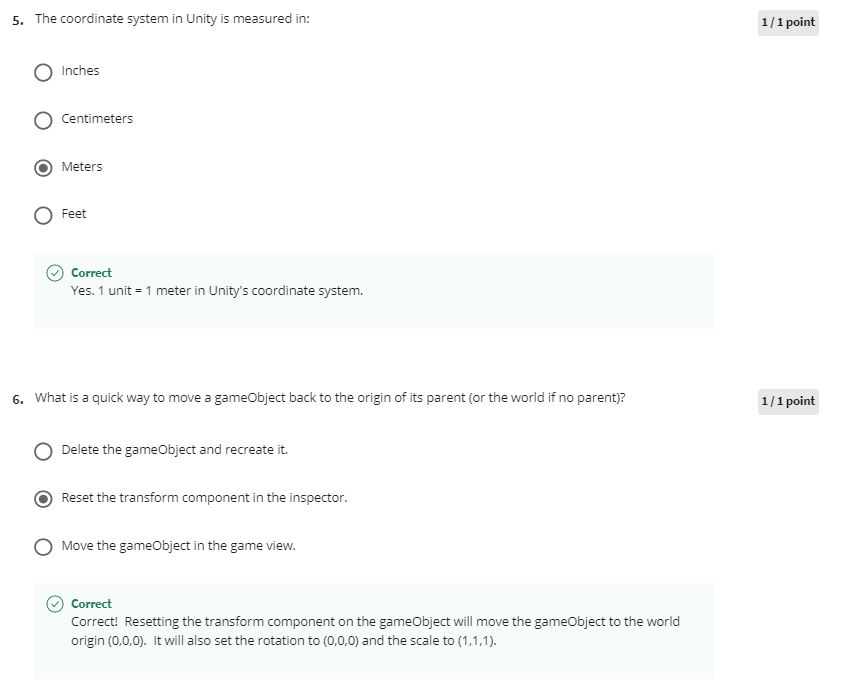 5. The coordinate system in Unity is measured in:
1 / 1 point
Inches
Centimeters
Meters
Feet
Correct
Yes. 1 unit = 1 meter in Unity's coordinate system.
6. What is a quick way to move a gameObject back to the origin of its parent (or the world if no parent)?
1 / 1 point
Delete the gameObject and recreate it.
Reset the transform component in the inspector.
Move the gameObject in the game view.
Correct
Correct!  Resetting the transform component on the gameObject will move the gameObject to the world
origin (0,0,0).  It will also set the rotation to (0,0,0) and the scale to (1,1,1).